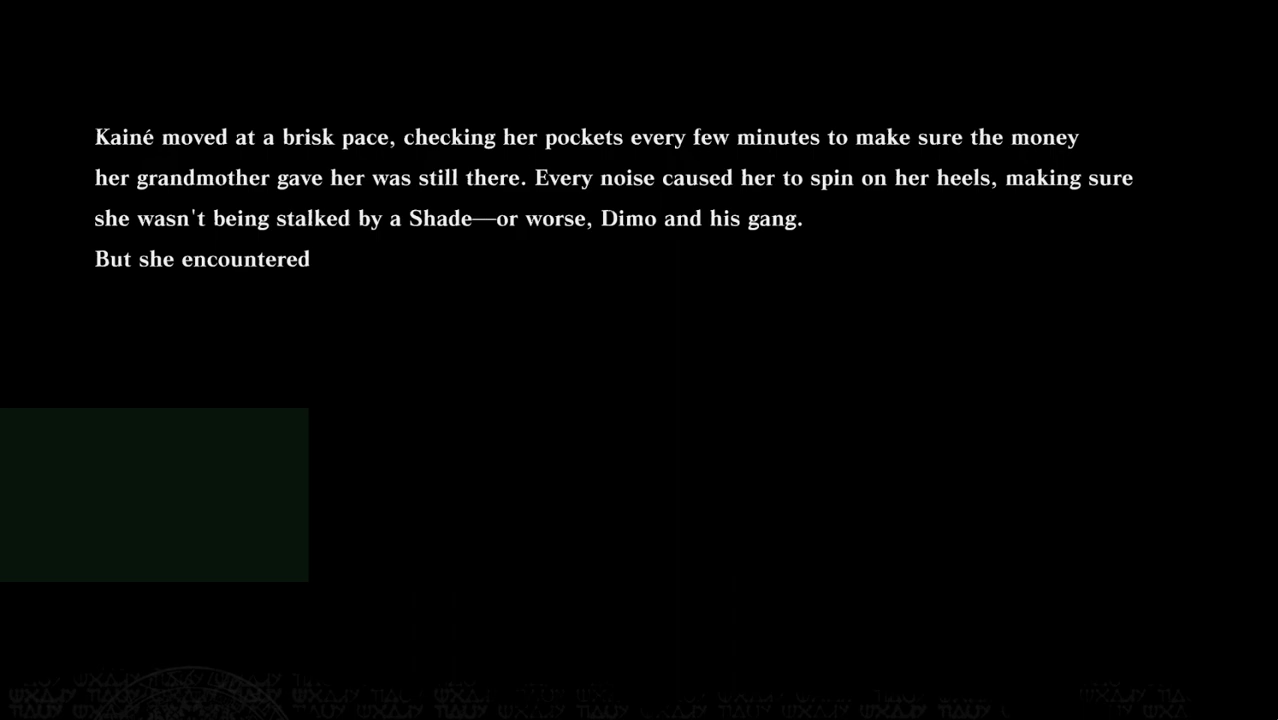 Kainé moved at a brisk pace, checking her pockets every few minutes to make sure the money
her grandmother gave her was still there. Every noise caused her to spin on her heels, making sure
she wasn't being stalked by a Shade—or worse, Dimo and his gang.
But she encountered